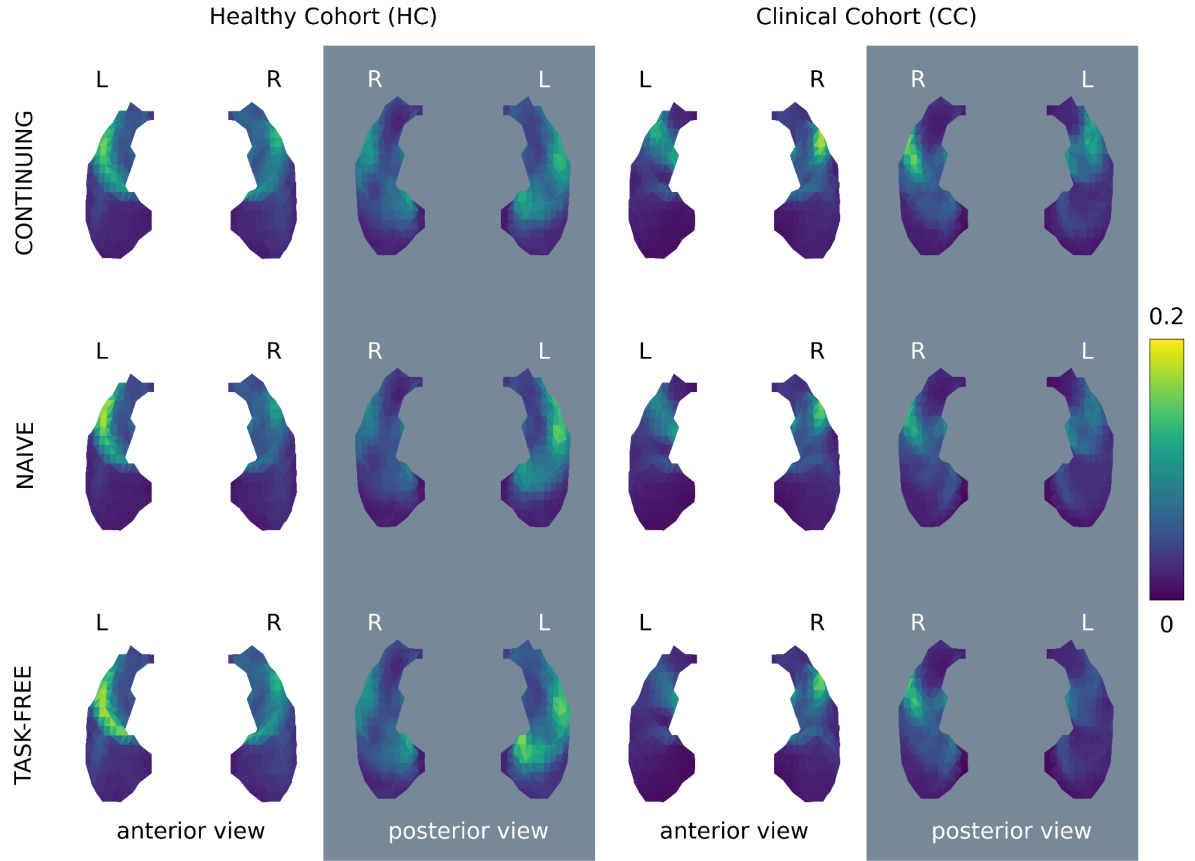 Healthy Cohort (HC)
Clinical Cohort (CC)
CONTINUING
L
R
R
L
L
R
R
L
NAIVE
L
R
R
L
L
R
R
L
0.2
0
TASK-FREE
L
R
R
L
L
R
R
L
anterior view
posterior view
anterior view
posterior view